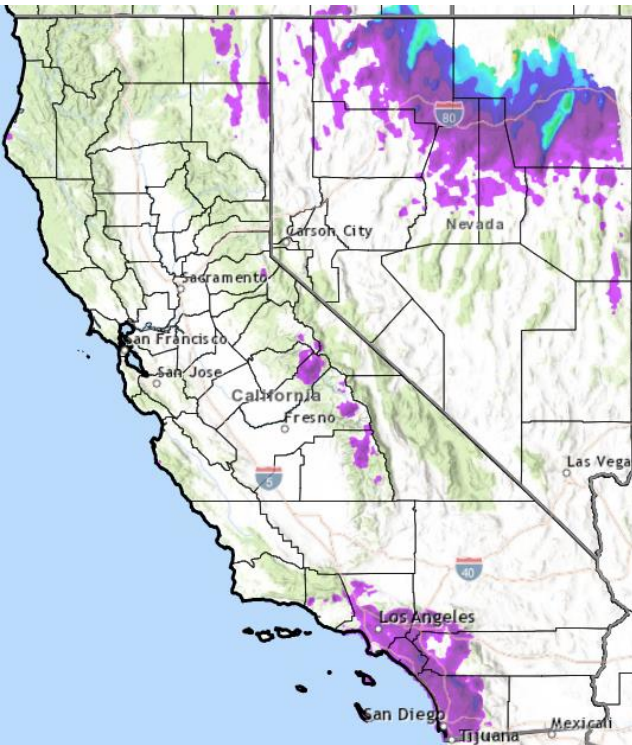 80
Carson City
Nevada
Sacramento
San Francisco
San Jose
California
Fresno
5
Las Vega
40
Los Angeles
San Diego
Tijuana
Mexicali